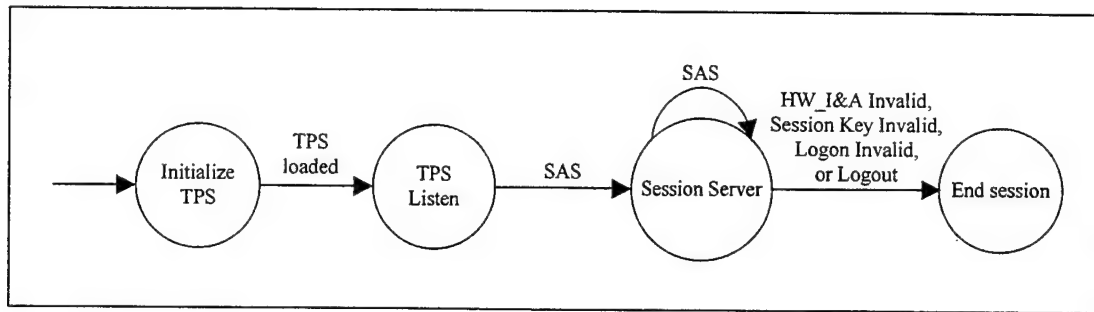 Initialize
TPS
TPS
loaded
TPS
Listen
SAS
SAS
Session Server
HW_I&A Invalid,
Session Key Invalid,
Logon Invalid,
or Logout
End session